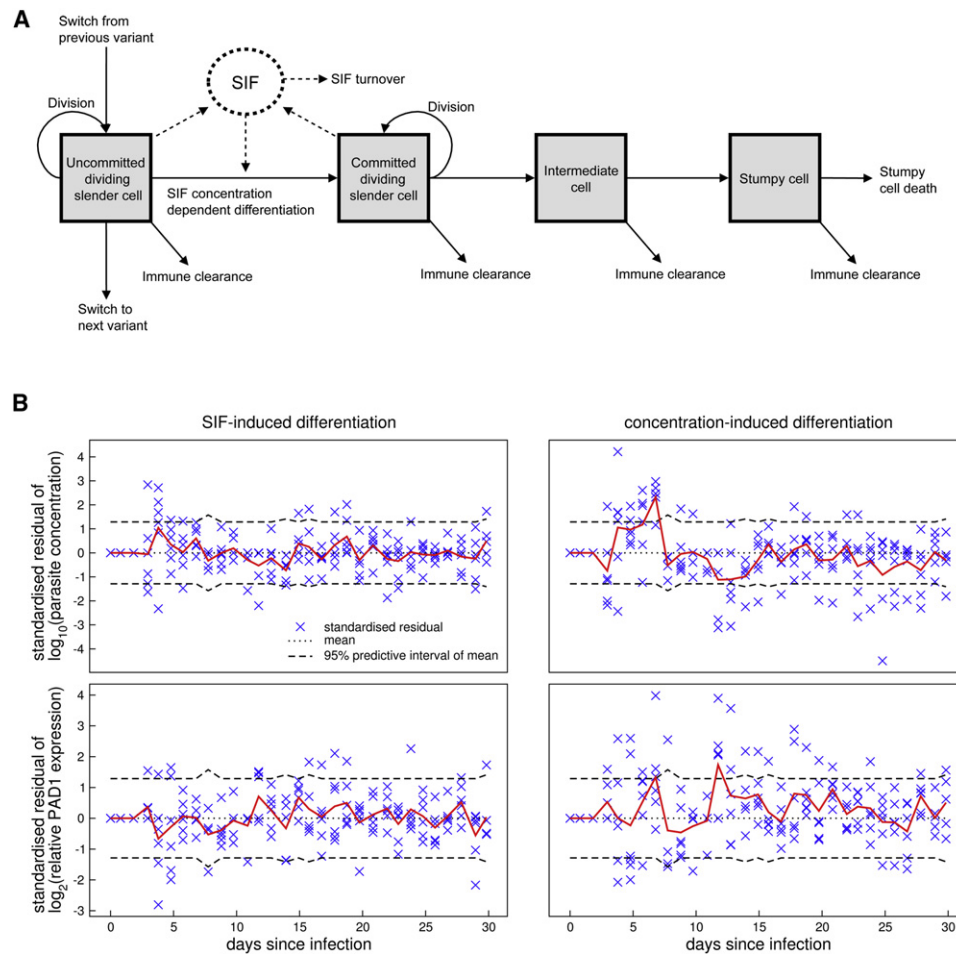 A
Switch from
previous variant
SIF
SIF turnover
Division
Division
Uncommitted
dividing
slender cell
SIF concentration
dependent differentiation
Committed
dividing
slender cell
Intermediate
cell
Stumpy cell
Stumpy
cell death
Immune clearance
Immune clearance
Immune clearance
Immune clearance
Switch to
next variant
B
SIF-induced differentiation
concentration-induced differentiation
standardised residual of
log10(parasite concentration)
4
3
2
1
0
-1
-2
-3
-4
standardised residual
mean
95% predictive interval of mean
standardised residual of
log2(relative PAD1 expression)
4
3
2
1
0
-1
-2
-3
0 5 10 15 20 25 30
days since infection
0 5 10 15 20 25 30
days since infection